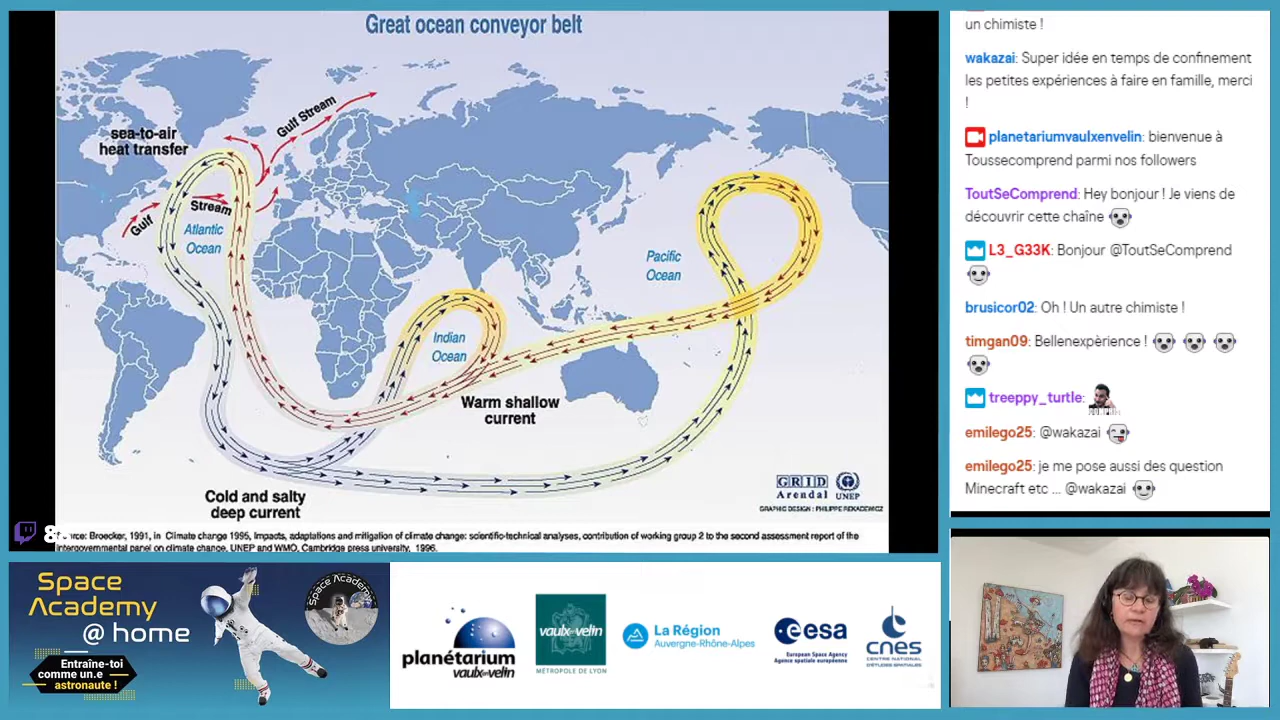 Great ocean conveyor belt
sea-to-air
heat transfer
Gulf Stream
Gulf
Stream
Atlantic
Ocean
Pacific
Ocean
Indian
Ocean
Warm shallow
current
Cold and salty
deep current
GRID
Arendal
UNEP
GRAPHIC DESIGN : PHILIPPE REKACEWICZ
Broecker, 1991, in Climate change 1995, Impacts, adaptations and mitigation of climate change: scientific-technical analyses, contribution of working group 2 to the second assessment report of the
intergovernmental panel on climate change, UNEP and WMO, Cambridge press university, 1996.
un chimiste !
wakazai: Super idée en temps de confinement
les petites expériences à faire en famille, merci
!
planetariumvaulxenvelin: bienvenue à
Toussecomprend parmi nos followers
ToutSeComprend: Hey bonjour ! Je viens de
découvrir cette chaîne
L3_G33K: Bonjour @ToutSeComprend
brusicor02: Oh ! Un autre chimiste !
timgan09: Bellenexpèrience !
treeppy_turtle:
emilego25: @wakazai
emilego25: je me pose aussi des question
Minecraft etc ... @wakazai
Space
Academy
@ home
Entraîne-toi
comme un.e
astronaute !
Space Academy
planétarium
vaulx en velin
vaulx-en-velin
MÉTROPOLE DE LYON
La Région
Auvergne-Rhône-Alpes
esa
European Space Agency
Agence spatiale européenne
cnes
CENTRE NATIONAL
D'ÉTUDES SPATIALES